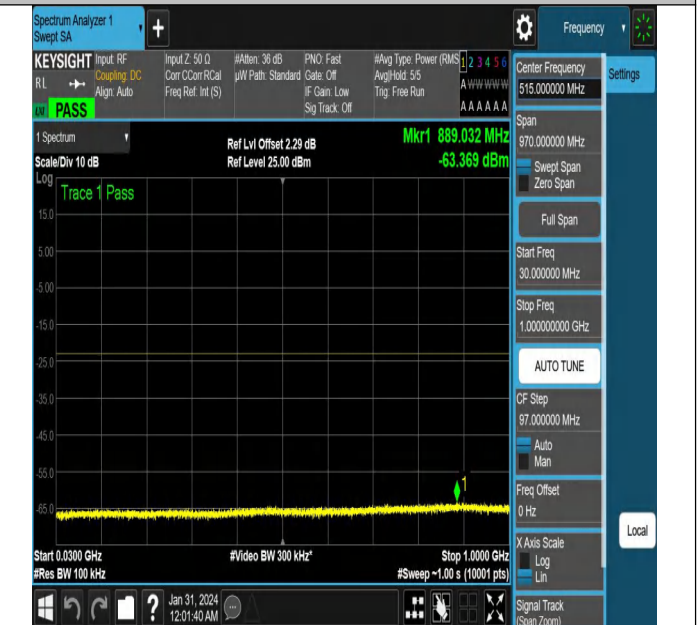 Spectrum Analyzer 1
Swept SA
+
Frequency
KEYSIGHT
RL
PASS
Input: RF
Coupling: DC
Align: Auto
Input Z: 50 Ω
Corr CCorr RCal
Freq Ref: Int (S)
#Atten: 36 dB
µW Path: Standard
PNO: Fast
Gate: Off
IF Gain: Low
Sig Track: Off
#Avg Type: Power (RMS
Avg|Hold: 5/5
Trig: Free Run
1 2 3 4 5 6
A W W W W W
A A A A A A
1 Spectrum
Scale/Div 10 dB
Ref Lvl Offset 2.29 dB
Ref Level 25.00 dBm
Mkr1 889.032 MHz
-63.369 dBm
Log
Trace 1 Pass
15.0
5.00
-5.00
-15.0
-25.0
-35.0
-45.0
-55.0
-65.0
1
Start 0.0300 GHz
#Video BW 300 kHz*
Stop 1.0000 GHz
#Res BW 100 kHz
#Sweep ~1.00 s (10001 pts)
Jan 31, 2024
12:01:40 AM
Settings
Center Frequency
515.000000 MHz
Span
970.000000 MHz
Swept Span
Zero Span
Full Span
Start Freq
30.000000 MHz
Stop Freq
1.000000000 GHz
AUTO TUNE
CF Step
97.000000 MHz
Auto
Man
Freq Offset
0 Hz
X Axis Scale
Log
Lin
Signal Track
(Span Zoom)
Local